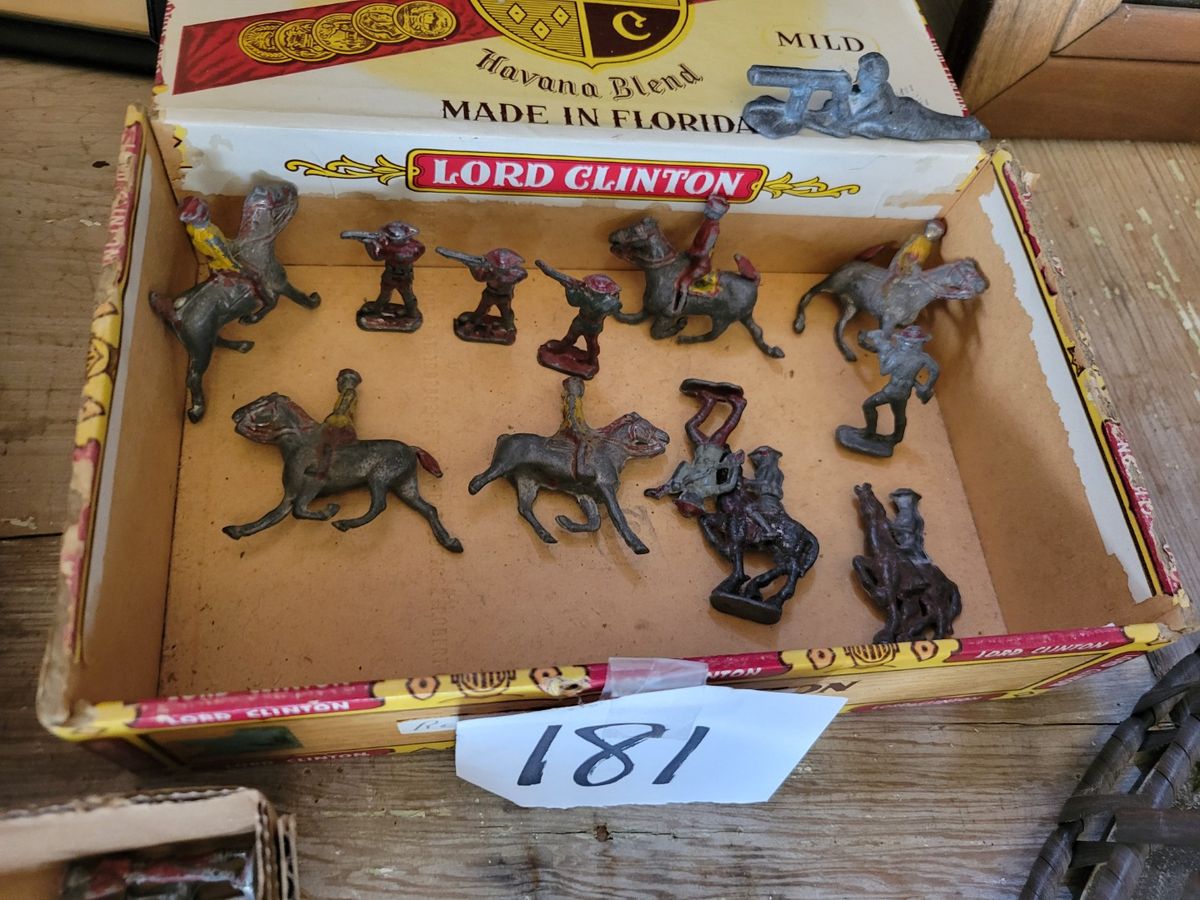 C
Havana Blend
MILD
MADE IN FLORIDA
LORD CLINTON
LORD CLINTON
LORD CLINTON
181